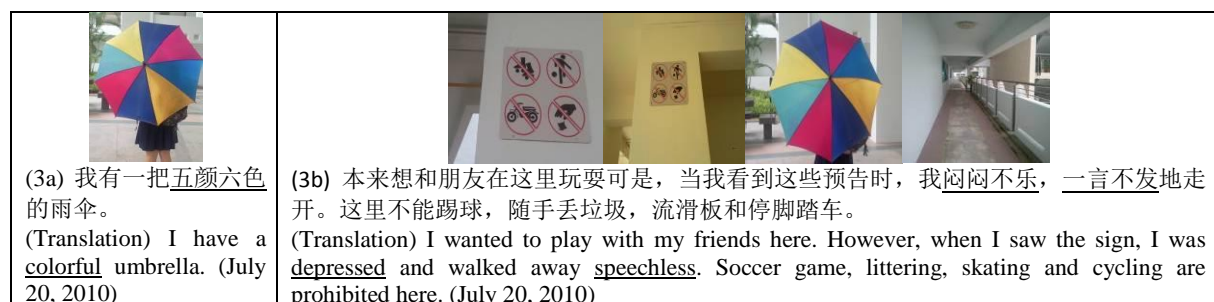 (3a) 我有一把五颜六色
的雨伞。
(Translation) I have a
colorful umbrella. (July
20, 2010)
(3b) 本来想和朋友在这里玩耍可是，当我看到这些预告时，我闷闷不乐，一言不发地走
开。这里不能踢球，随手丢垃圾，流滑板和停脚踏车。
(Translation) I wanted to play with my friends here. However, when I saw the sign, I was
depressed and walked away speechless. Soccer game, littering, skating and cycling are
prohibited here. (July 20, 2010)